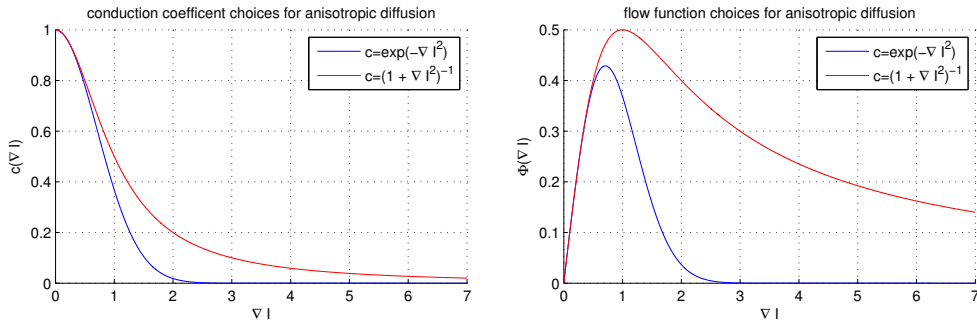 conduction coefficent choices for anisotropic diffusion
c=exp(-∇ I²)
c=(1 + ∇ I²)⁻¹
c(∇ I)
1
0.8
0.6
0.4
0.2
0
0 1 2 3 4 5 6 7
∇ I
flow function choices for anisotropic diffusion
c=exp(-∇ I²)
c=(1 + ∇ I²)⁻¹
Φ(∇ I)
0.5
0.4
0.3
0.2
0.1
0
0 1 2 3 4 5 6 7
∇ I